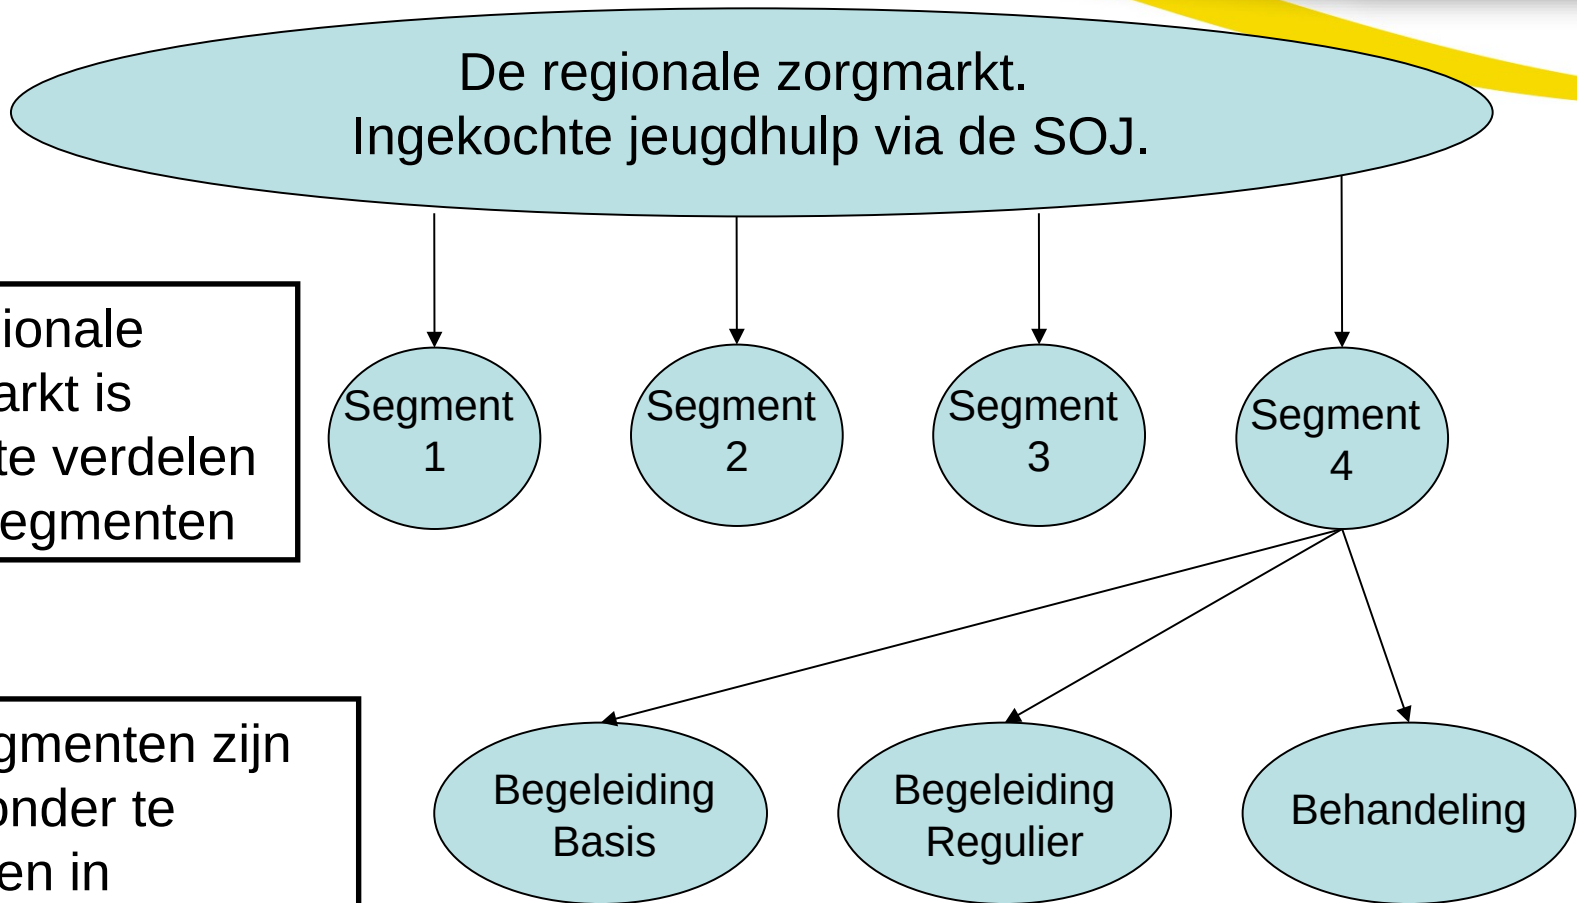 De regionale zorgmarkt.
Ingekochte jeugdhulp via de SOJ.
ionale
arkt is
te verdelen
egmenten
Segment
1
Segment
2
Segment
3
Segment
4
gmenten zijn
onder te
en in
Begeleiding
Basis
Begeleiding
Regulier
Behandeling